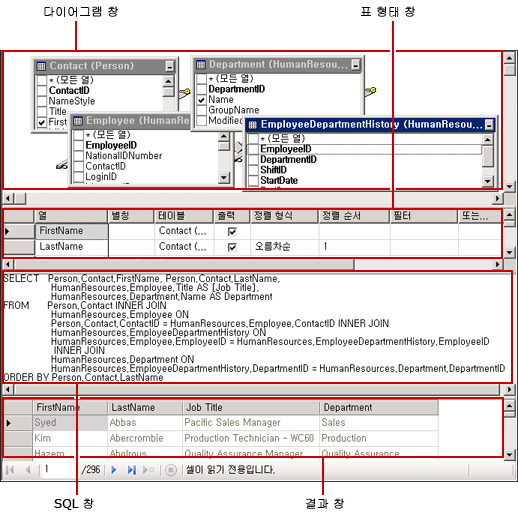 다이어그램 창
표 형태 창
Contact (Person)
* (모든 열)
ContactID
NameStyle
Title
First
Department (HumanResou...
* (모든 열)
DepartmentID
Name
GroupName
Modified
Employee (HumanResou
* (모든 열)
EmployeeID
NationalIDNumber
ContactID
LoginID
EmployeeDepartmentHistory (HumanResou...
* (모든 열)
EmployeeID
DepartmentID
ShiftID
StartDate
열 별칭 테이블 출력 정렬 형식 정렬 순서 필터 또는...
FirstName Contact (...
LastName Contact (... 오름차순 1
SELECT Person,Contact,FirstName, Person,Contact,LastName,
HumanResources,Employee,Title AS [Job Title],
HumanResources,Department,Name AS Department
FROM Person,Contact INNER JOIN
HumanResources,Employee ON
Person,Contact,ContactID = HumanResources,Employee,ContactID INNER JOIN
HumanResources,EmployeeDepartmentHistory ON
HumanResources,Employee,EmployeeID = HumanResources,EmployeeDepartmentHistory,EmployeeID
INNER JOIN
HumanResources,Department ON
HumanResources,EmployeeDepartmentHistory,DepartmentID = HumanResources,Department,DepartmentID
ORDER BY Person,Contact,LastName
FirstName LastName Job Title Department
Syed Abbas Pacific Sales Manager Sales
Kim Abercrombie Production Technician - WC60 Production
Hazem Abolrous Quality Assurance Manager Quality Assurance
1 /296 셀이 읽기 전용입니다.
SQL 창
결과 창